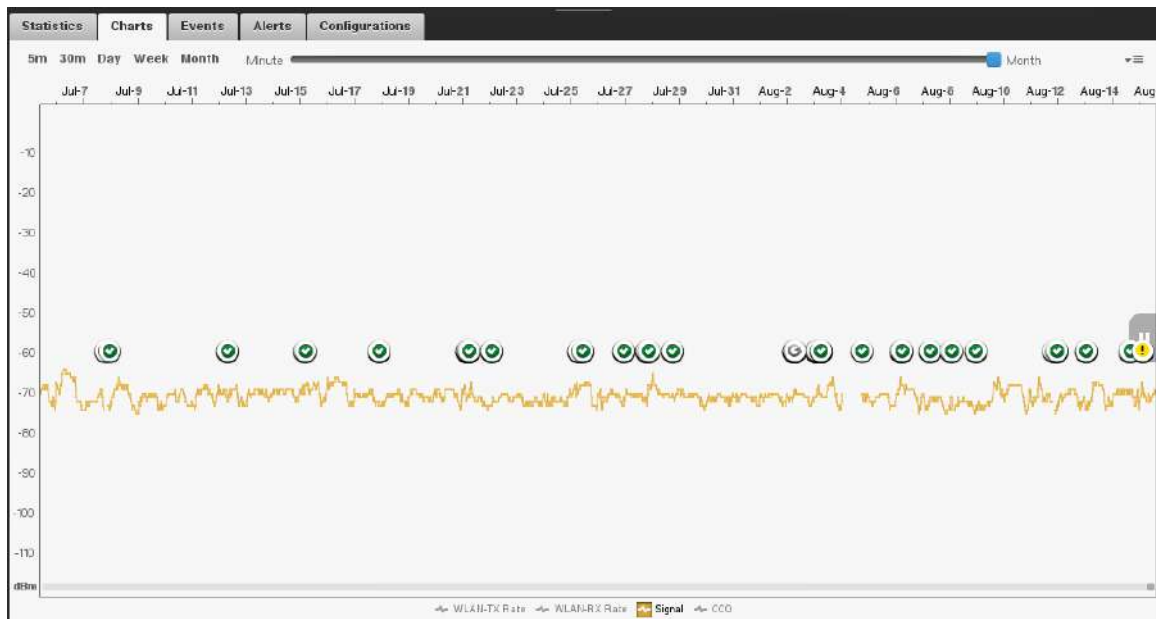 Statistics Charts Events Alerts Configurations
5m 30m Day Week Month Minute Month
Jul-7 Jul-9 Jul-11 Jul-13 Jul-15 Jul-17 Jul-19 Jul-21 Jul-23 Jul-25 Jul-27 Jul-29 Jul-31 Aug-2 Aug-4 Aug-6 Aug-8 Aug-10 Aug-12 Aug-14 Aug
-10
-20
-30
-40
-50
-60
-70
-80
-90
-100
-110
dBm
WLAN-TX Rate WLAN-RX Rate Signal CCQ